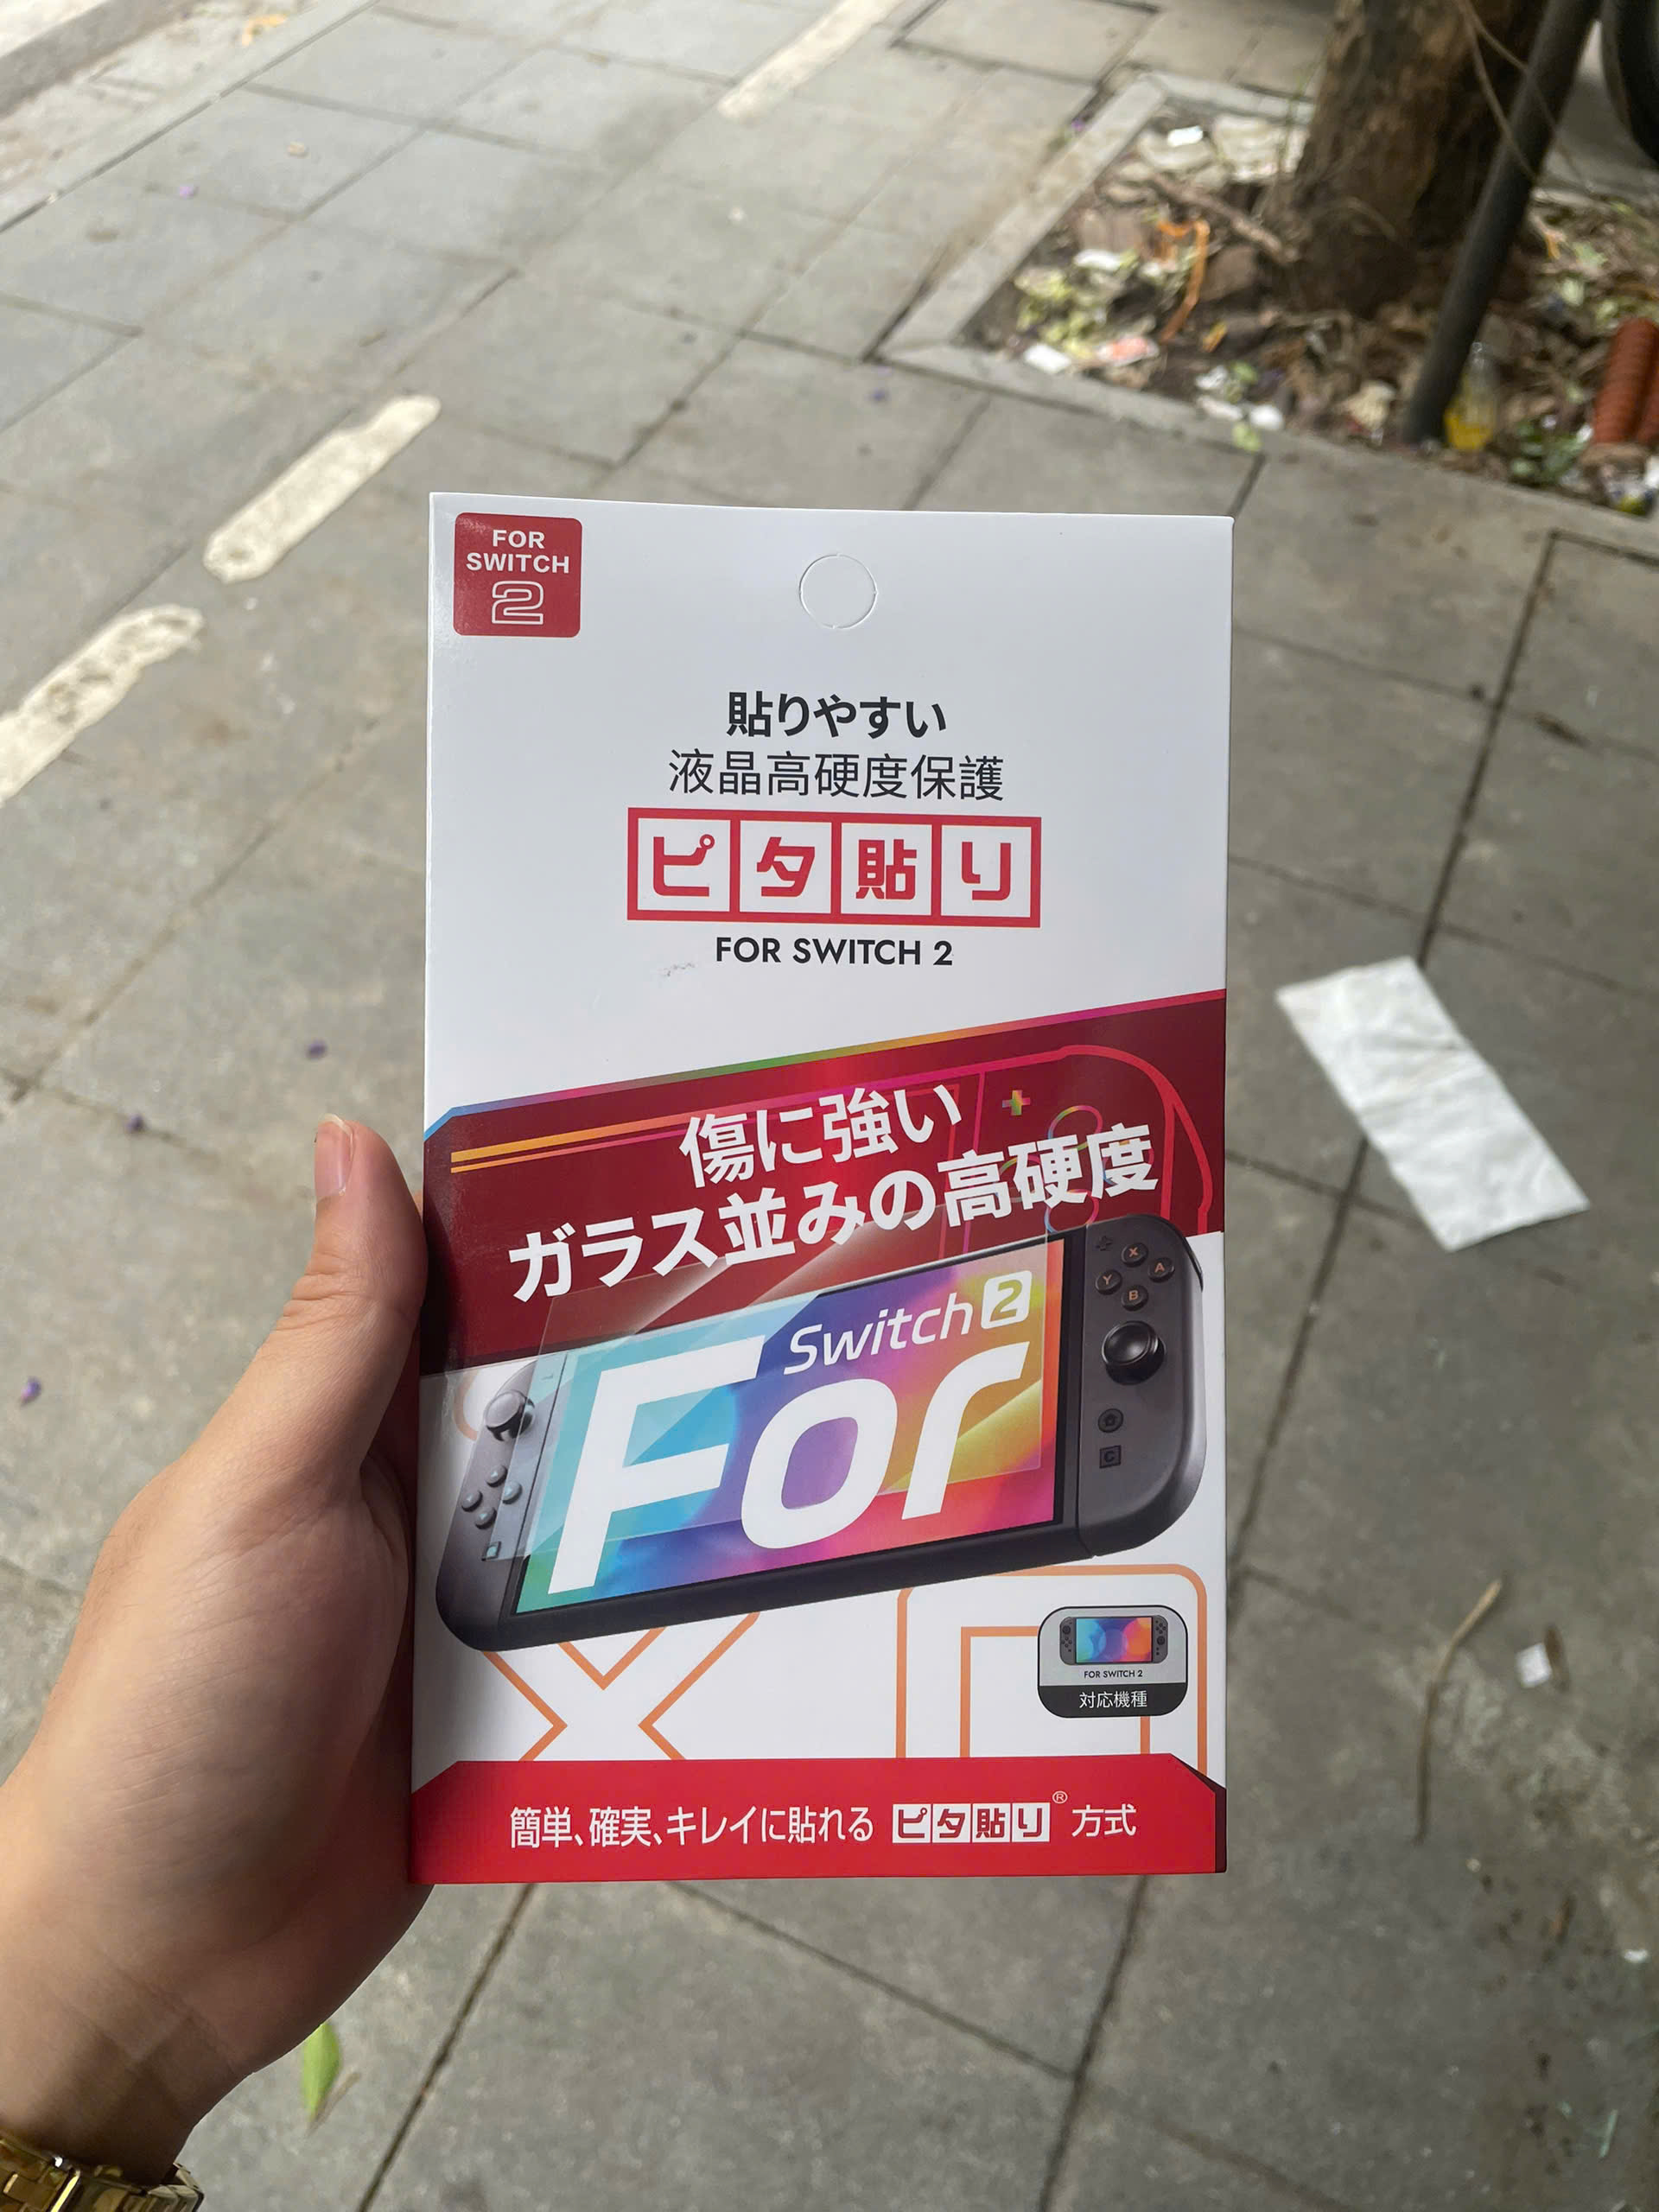 FOR
SWITCH
2
貼りやすい
液晶高硬度保護
ピタ貼り
FOR SWITCH 2
傷に強い
ガラス並みの高硬度
Switch 2
For
X
Y
A
B
C
FOR SWITCH 2
対応機種
簡単、確実、キレイに貼れる ピタ貼り® 方式